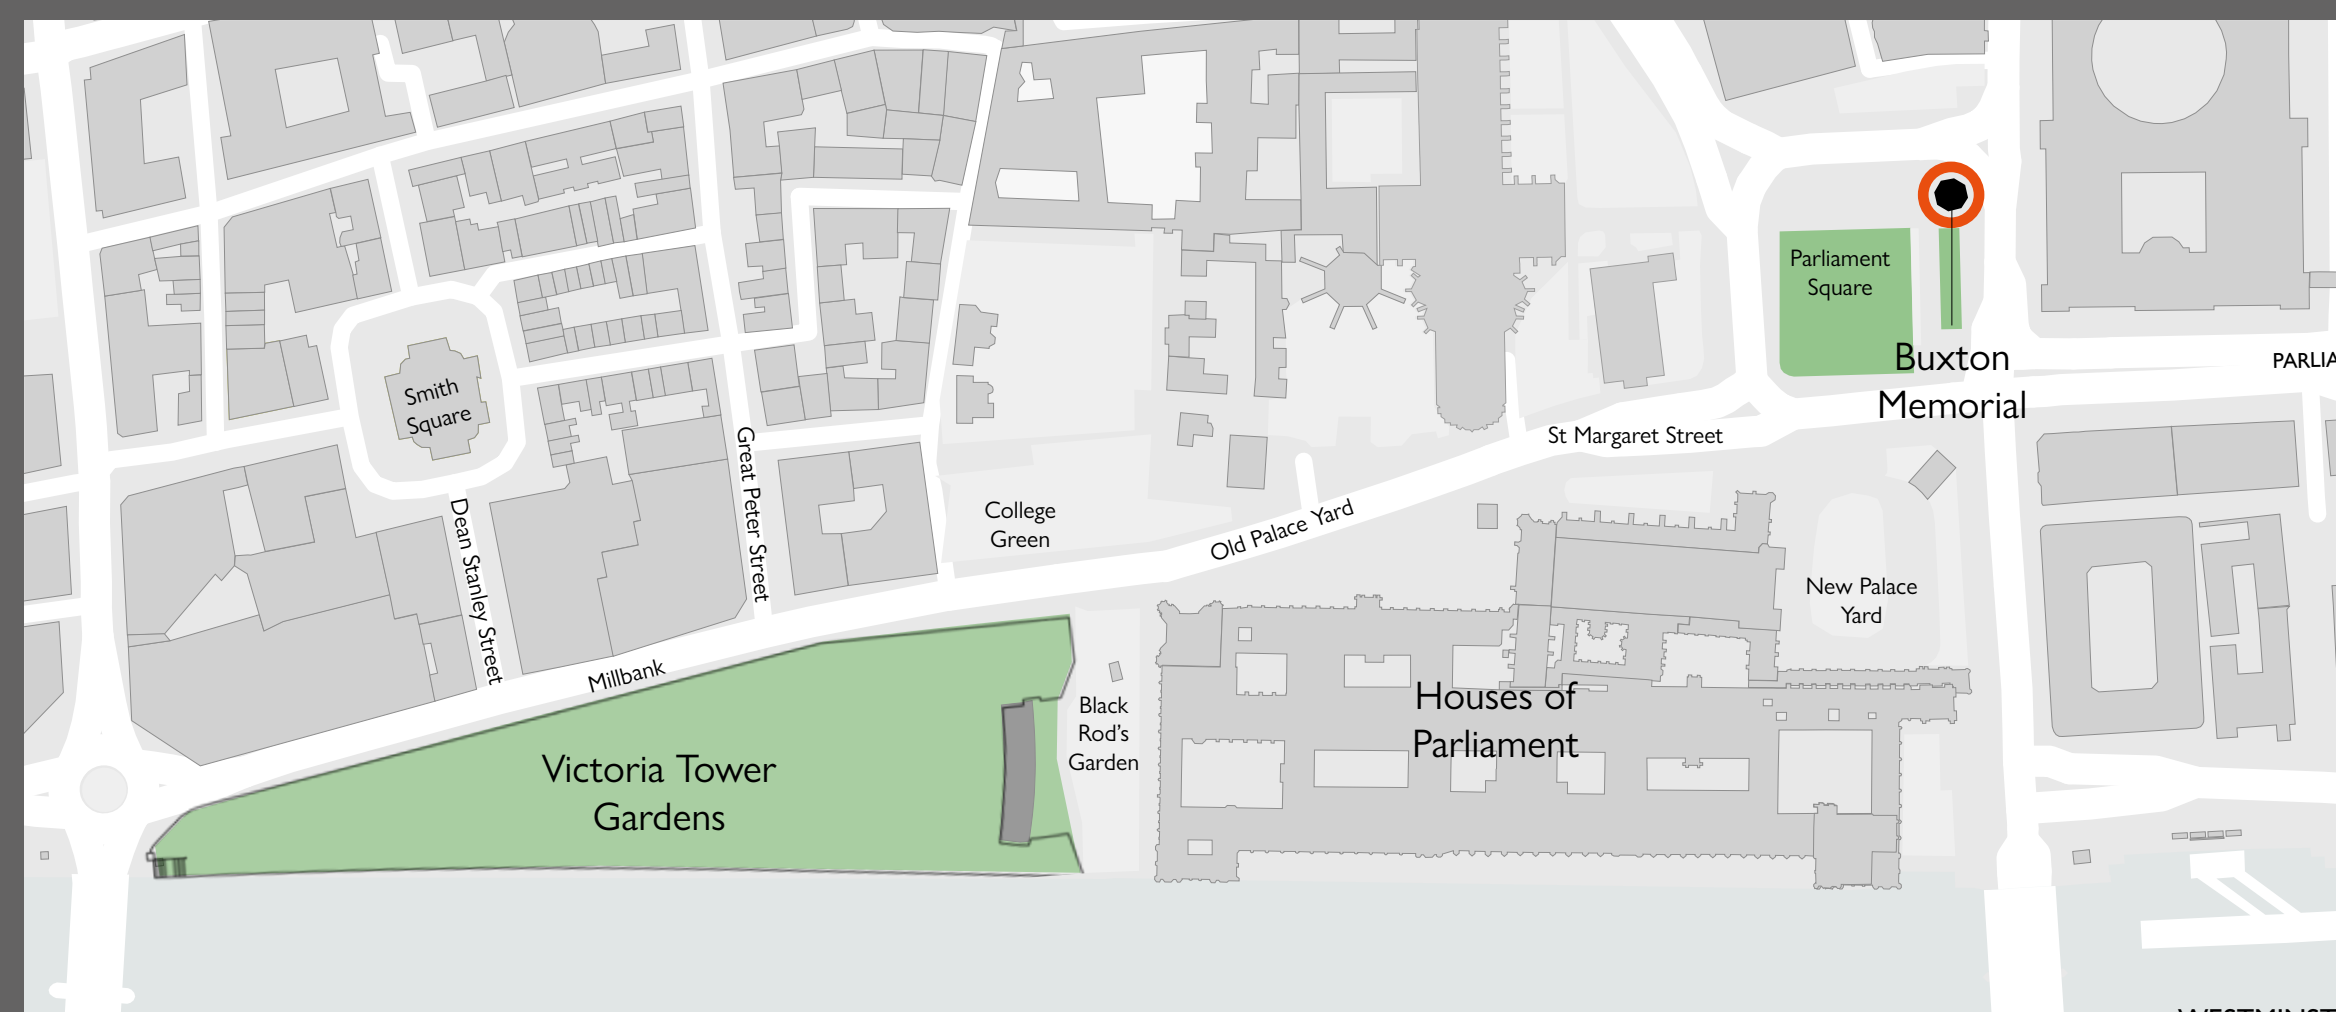 Parliament
Square
Buxton
Memorial
PARLIA
Smith
Square
St Margaret Street
Great Peter Street
College
Green
Old Palace Yard
Dean Stanley Street
New Palace
Yard
Millbank
Black
Rod's
Garden
Houses of
Parliament
Victoria Tower
Gardens
WESTMINST